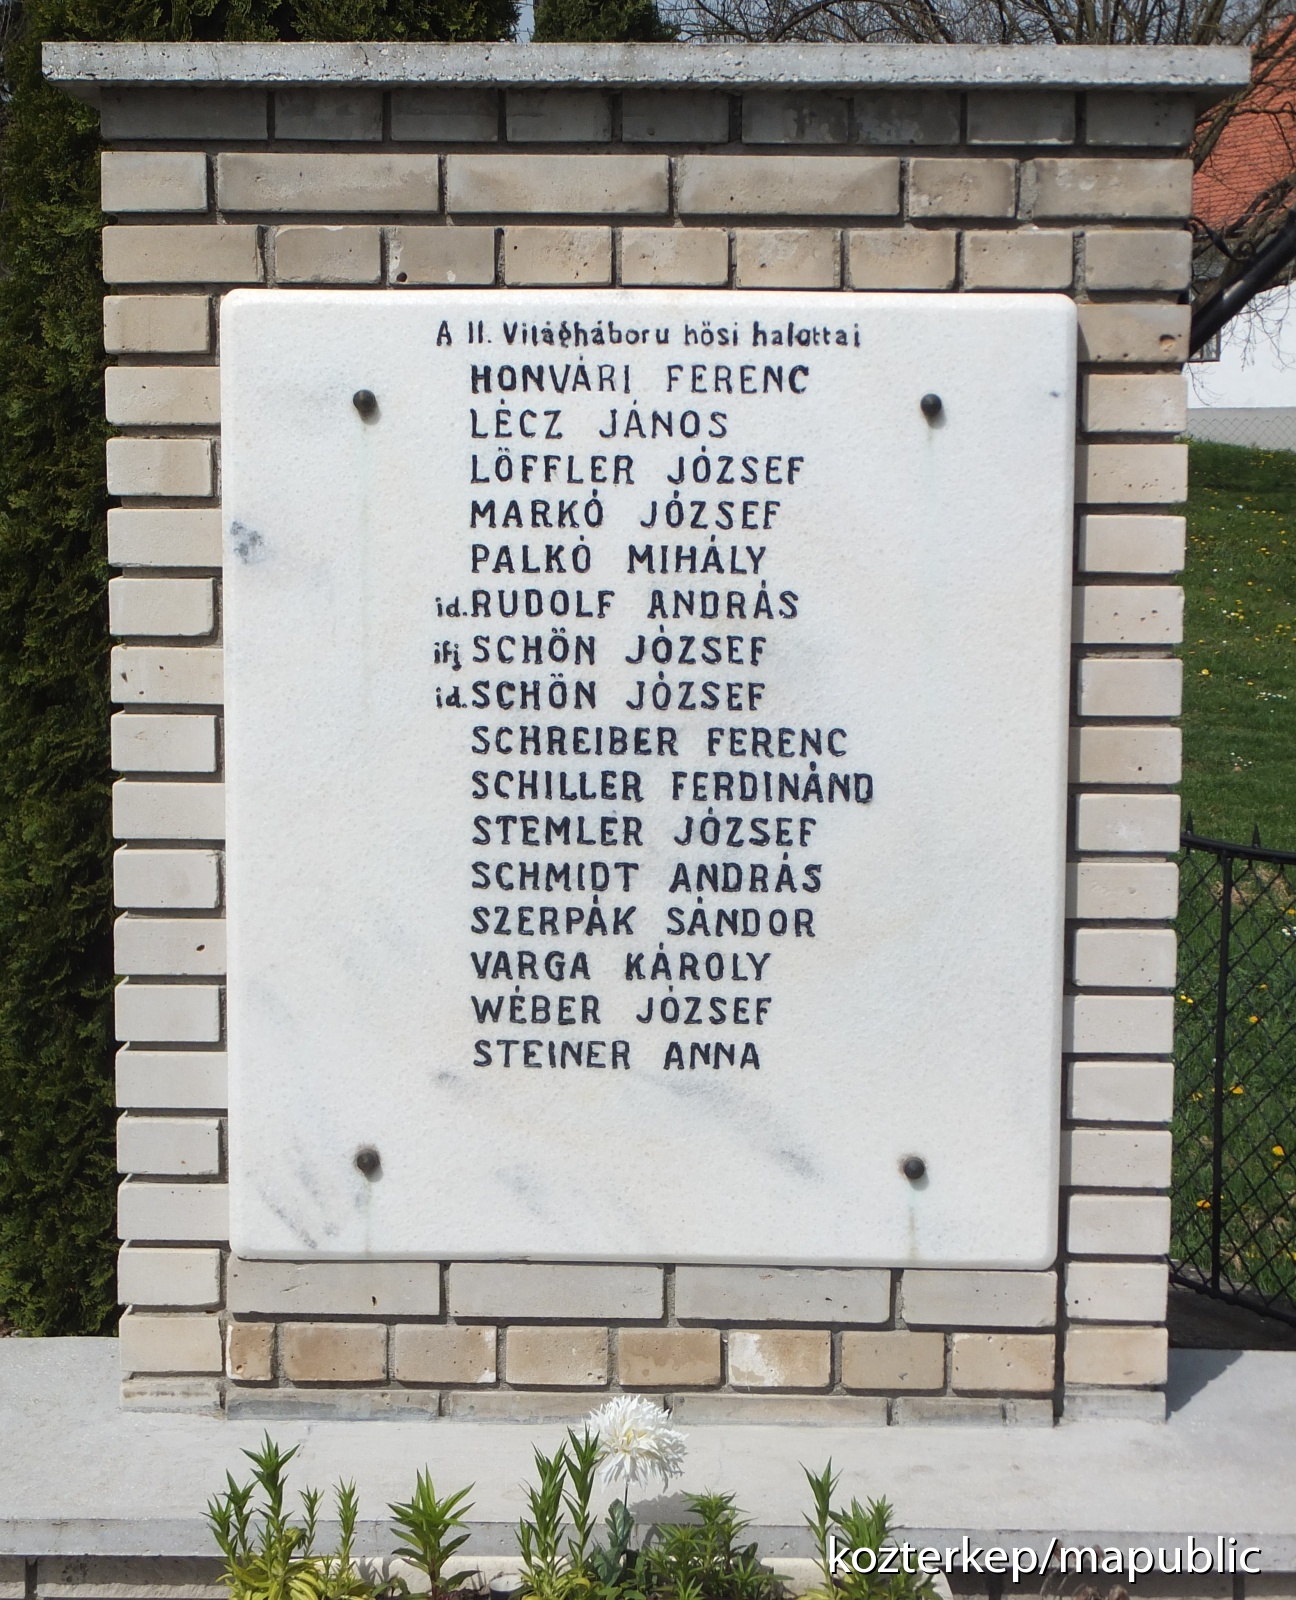 A II. Világháboru hösi halottai
HONVÁRI FERENC
LÉCZ JÁNOS
LÖFFLER JÓZSEF
MARKÓ JÓZSEF
PALKÓ MIHÁLY
id. RUDOLF ANDRÁS
ifj SCHÖN JÓZSEF
id. SCHÖN JÓZSEF
SCHREIBER FERENC
SCHILLER FERDINÁND
STEMLER JÓZSEF
SCHMIDT ANDRÁS
SZERPÁK SÁNDOR
VARGA KÁROLY
WÉBER JÓZSEF
STEINER ANNA
kozterkep/mapublic